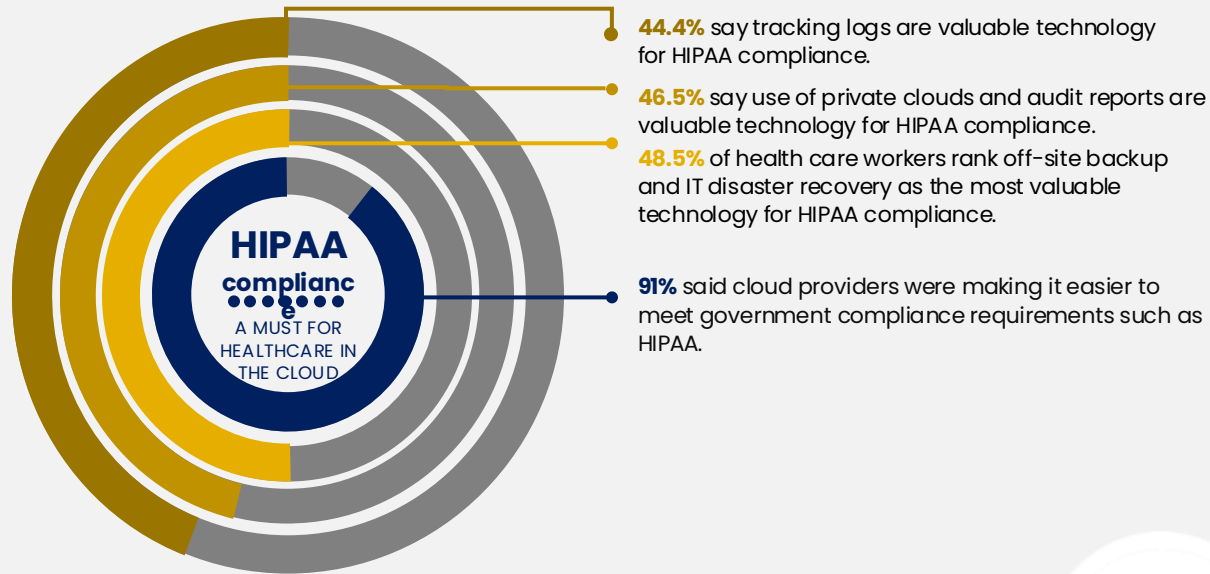 44.4% say tracking logs are valuable technology
for HIPAA compliance.
46.5% say use of private clouds and audit reports are
valuable technology for HIPAA compliance.
48.5% of health care workers rank off-site backup
and IT disaster recovery as the most valuable
technology for HIPAA compliance.
91% said cloud providers were making it easier to
meet government compliance requirements such as
HIPAA.
HIPAA
complianc
e
A MUST FOR
HEALTHCARE IN
THE CLOUD